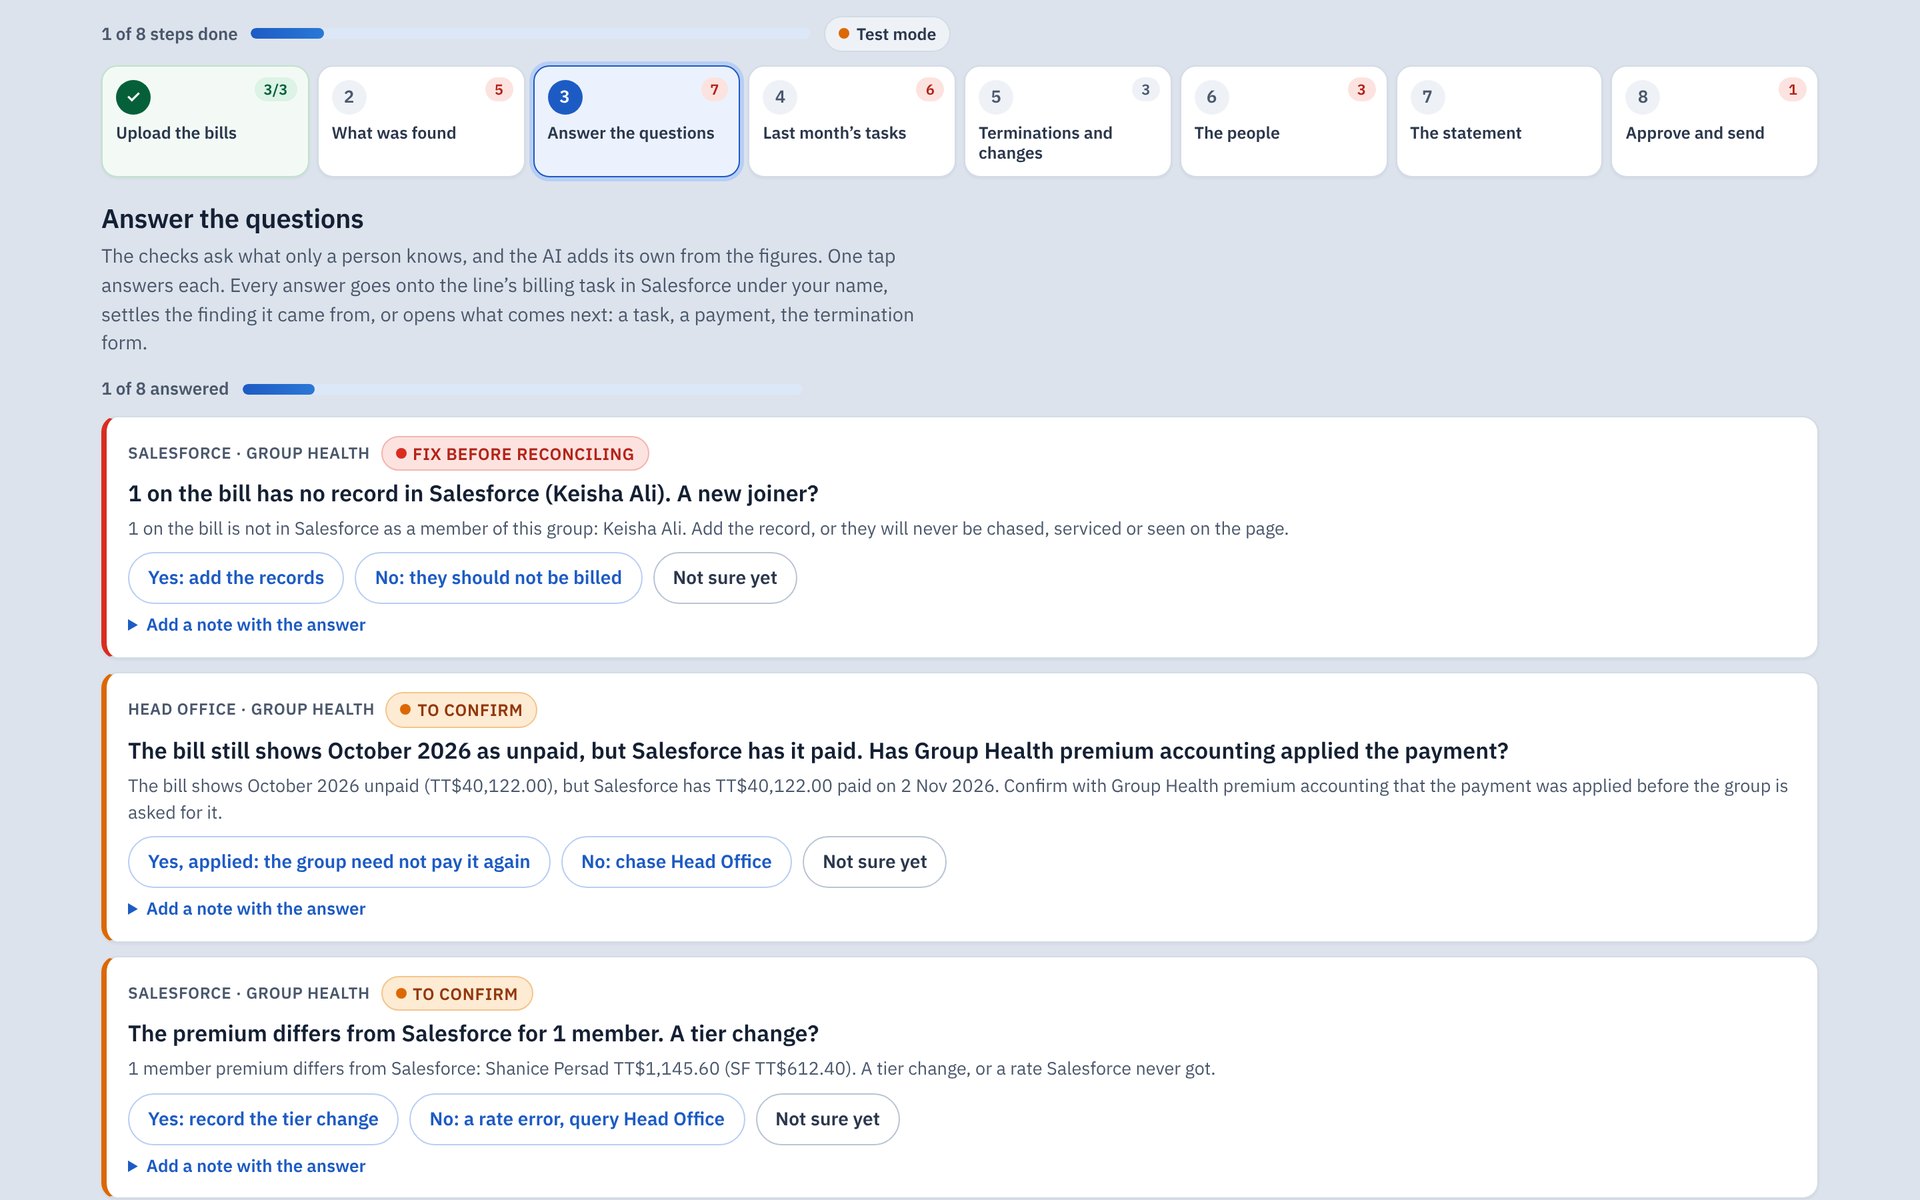 1 of 8 steps done
Test mode
3/3
Upload the bills
2
5
What was found
3
7
Answer the questions
4
6
Last month’s tasks
5
3
Terminations and
changes
6
3
The people
7
The statement
8
1
Approve and send
Answer the questions
The checks ask what only a person knows, and the AI adds its own from the figures. One tap
answers each. Every answer goes onto the line’s billing task in Salesforce under your name,
settles the finding it came from, or opens what comes next: a task, a payment, the termination
form.
1 of 8 answered
SALESFORCE · GROUP HEALTH
FIX BEFORE RECONCILING
1 on the bill has no record in Salesforce (Keisha Ali). A new joiner?
1 on the bill is not in Salesforce as a member of this group: Keisha Ali. Add the record, or they will never be chased, serviced or seen on the page.
Yes: add the records
No: they should not be billed
Not sure yet
Add a note with the answer
HEAD OFFICE · GROUP HEALTH
TO CONFIRM
The bill still shows October 2026 as unpaid, but Salesforce has it paid. Has Group Health premium accounting applied the payment?
The bill shows October 2026 unpaid (TT$40,122.00), but Salesforce has TT$40,122.00 paid on 2 Nov 2026. Confirm with Group Health premium accounting that the payment was applied before the group is
asked for it.
Yes, applied: the group need not pay it again
No: chase Head Office
Not sure yet
Add a note with the answer
SALESFORCE · GROUP HEALTH
TO CONFIRM
The premium differs from Salesforce for 1 member. A tier change?
1 member premium differs from Salesforce: Shanice Persad TT$1,145.60 (SF TT$612.40). A tier change, or a rate Salesforce never got.
Yes: record the tier change
No: a rate error, query Head Office
Not sure yet
Add a note with the answer